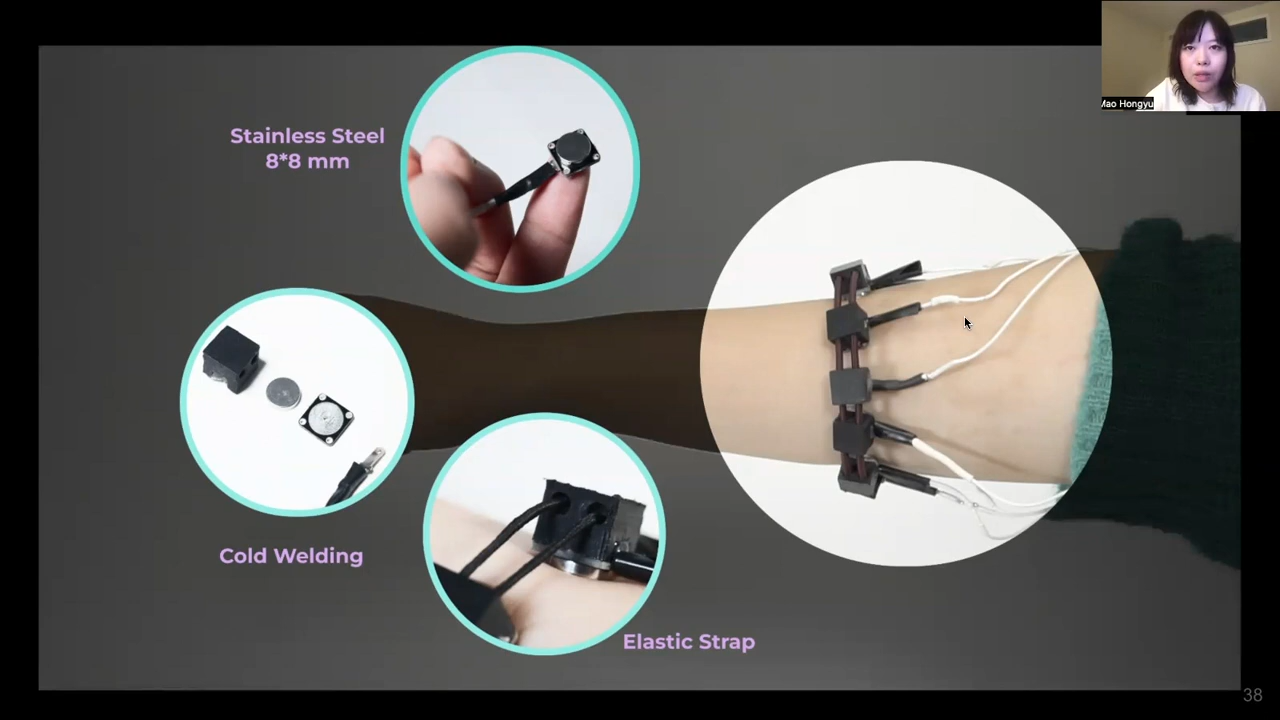 Mao Hongyu
Stainless Steel
8*8 mm
Cold Welding
Elastic Strap
38